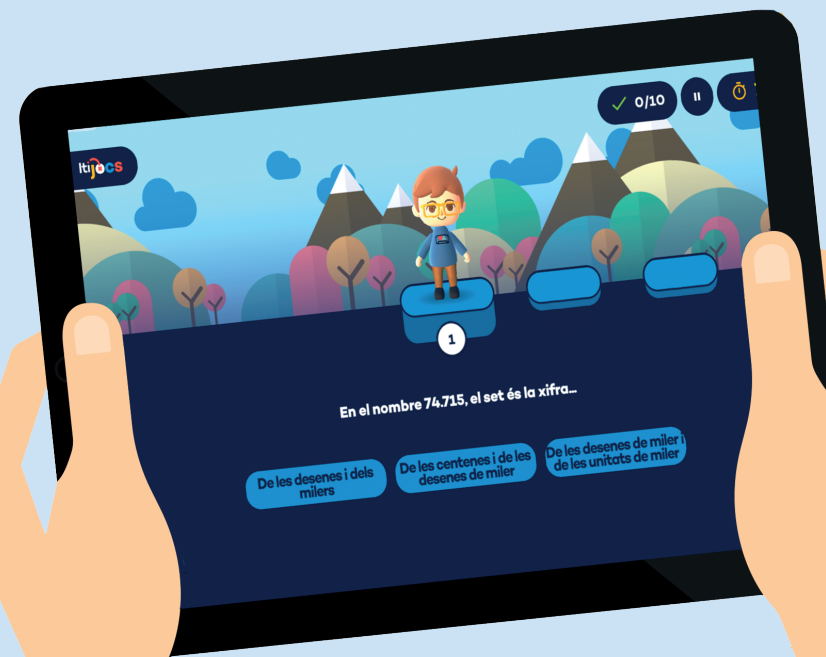 0/10
ltijocs
1
En el nombre 74.715, el set és la xifra...
De les desenes i dels
milers
De les centenes i de les
desenes de miler
De les desenes de miler i
de les unitats de miler